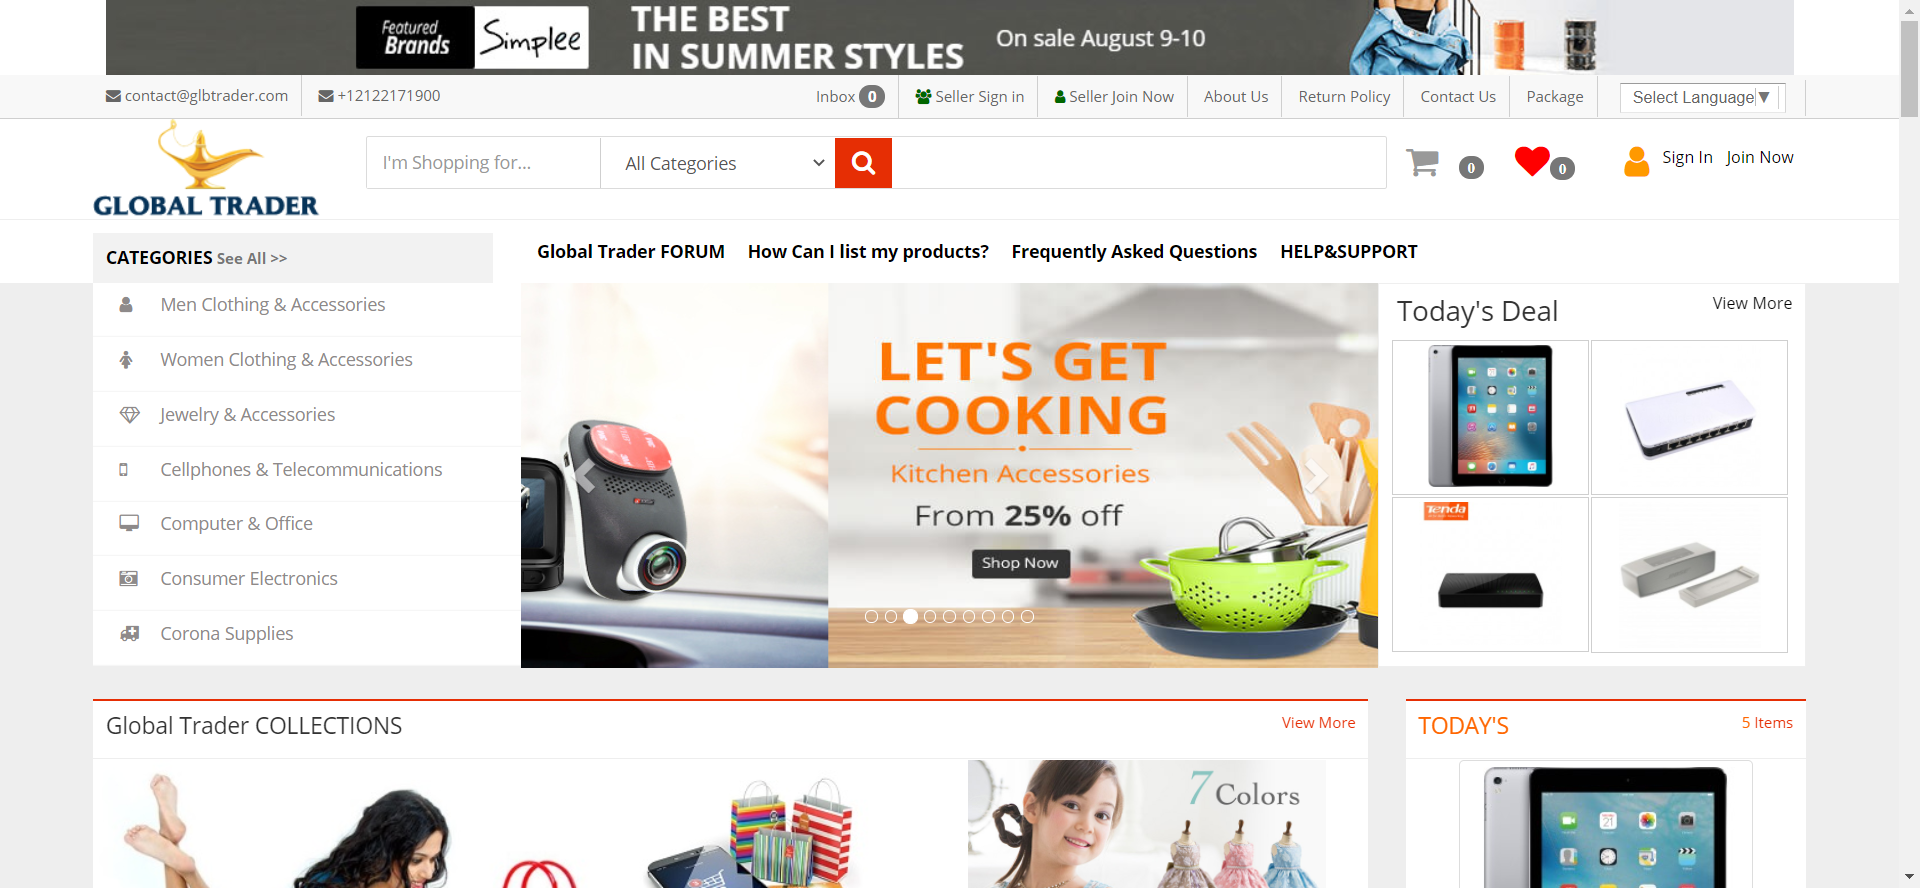 Featured
Brands
Simplee
THE BEST
IN SUMMER STYLES
On sale August 9-10
contact@glbtrader.com
+12122171900
Inbox 0
Seller Sign in
Seller Join Now
About Us
Return Policy
Contact Us
Package
Select Language▼
GLOBAL TRADER
I'm Shopping for...
All Categories
0
0
Sign In
Join Now
CATEGORIES See All >>
Global Trader FORUM
How Can I list my products?
Frequently Asked Questions
HELP&SUPPORT
Men Clothing & Accessories
Women Clothing & Accessories
Jewelry & Accessories
Cellphones & Telecommunications
Computer & Office
Consumer Electronics
Corona Supplies
LET'S GET
COOKING
Kitchen Accessories
From 25% off
Shop Now
Today's Deal
View More
Tenda
Global Trader COLLECTIONS
View More
7 Colors
TODAY'S
5 Items